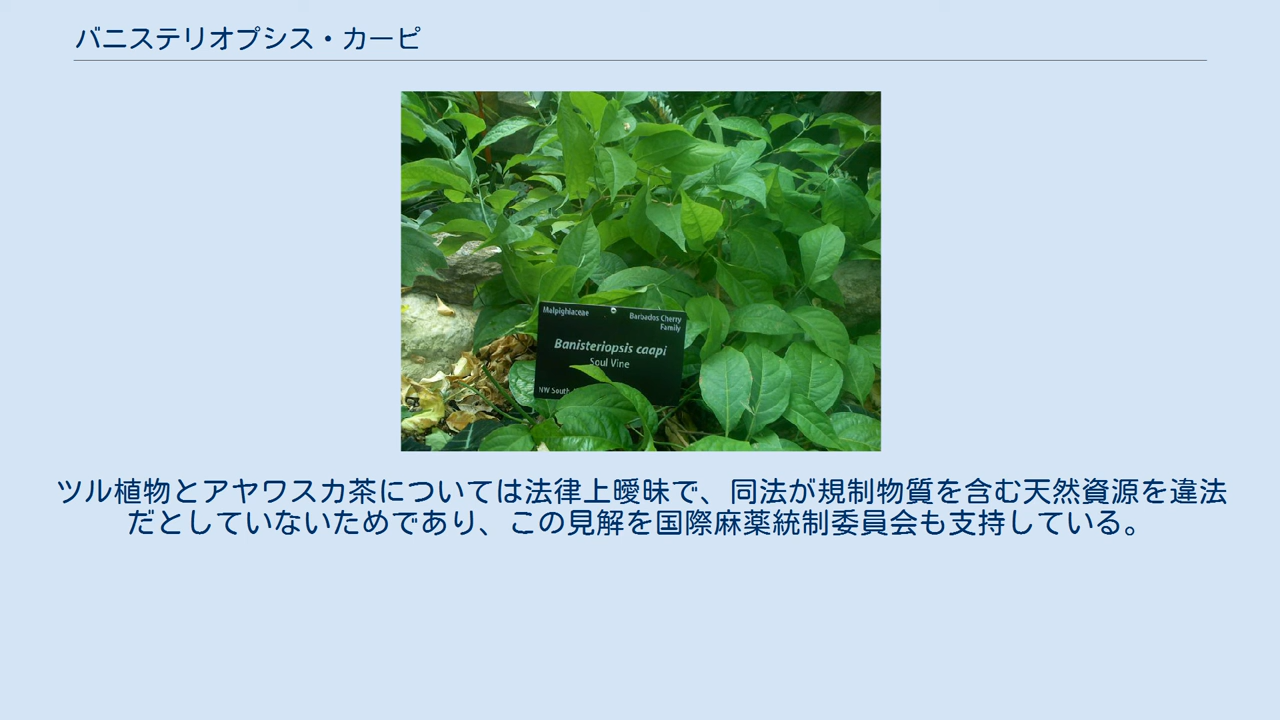 バニステリオプシス・カーピ
Malpighiaceae
Barbados Cherry
Family
Banisteriopsis caapi
Soul Vine
NW South
ツル植物とアヤワスカ茶については法律上曖昧で、同法が規制物質を含む天然資源を違法
だとしていないためであり、この見解を国際麻薬統制委員会も支持している。